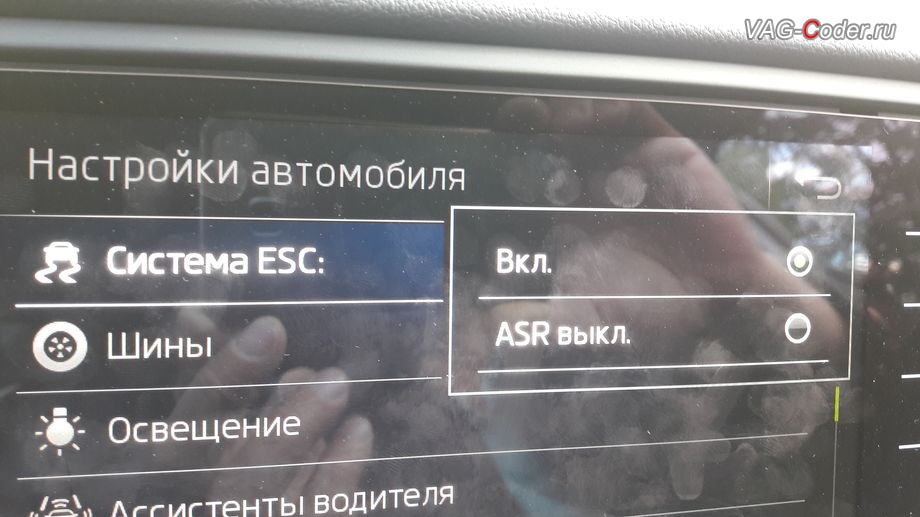 VAG-Coder.ru
Настройки автомобиля
Система ESC:
Вкл.
ASR выкл.
Шины
Освещение
Ассистенты водителя